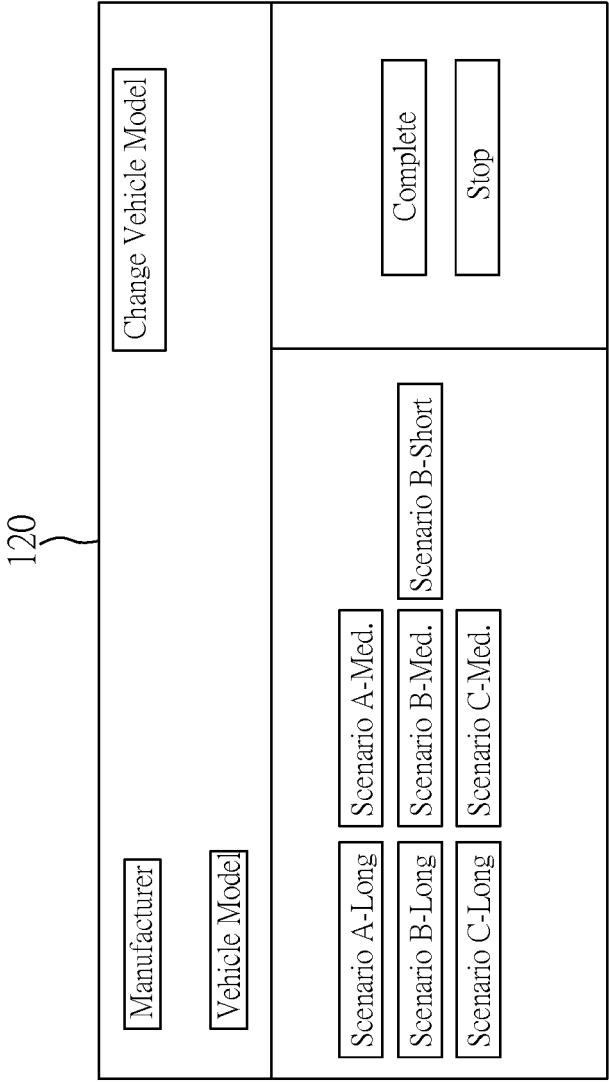 120
Manufacturer
Change Vehicle Model
Vehicle Model
Scenario A-Long
Scenario A-Med.
Scenario B-Long
Scenario B-Med.
Scenario B-Short
Scenario C-Long
Scenario C-Med.
Complete
Stop